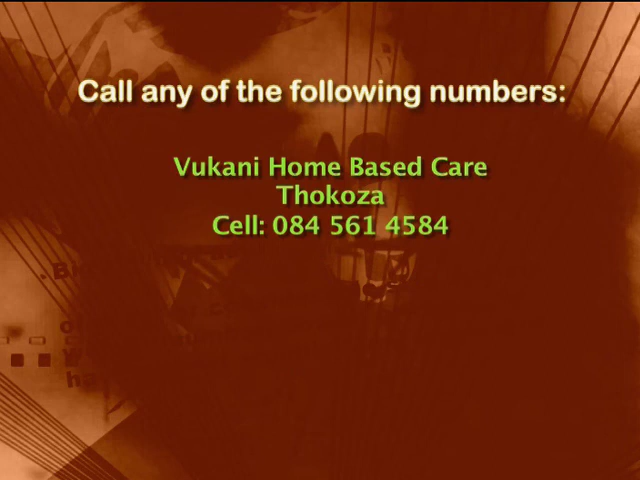 Call any of the following numbers:
Vukani Home Based Care
Thokoza
Cell: 084 561 4584